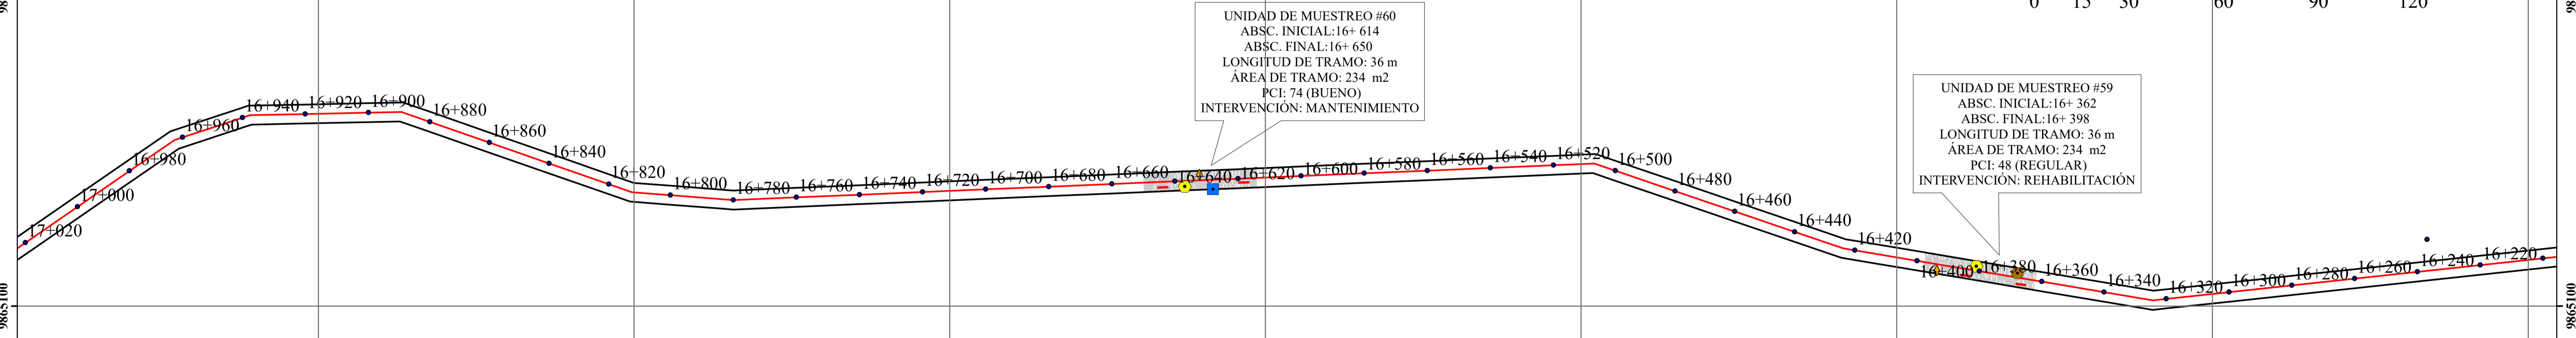 0 15 30 60 90 120
UNIDAD DE MUESTREO #60
ABSC. INICIAL:16+ 614
ABSC. FINAL:16+ 650
LONGITUD DE TRAMO: 36 m
ÁREA DE TRAMO: 234 m2
PCI: 74 (BUENO)
INTERVENCIÓN: MANTENIMIENTO
UNIDAD DE MUESTREO #59
ABSC. INICIAL:16+ 362
ABSC. FINAL:16+ 398
LONGITUD DE TRAMO: 36 m
ÁREA DE TRAMO: 234 m2
PCI: 48 (REGULAR)
INTERVENCIÓN: REHABILITACIÓN
17+020
17+000
16+980
16+960
16+940
16+920
16+900
16+880
16+860
16+840
16+820
16+800
16+780
16+760
16+740
16+720
16+700
16+680
16+660
16+640
16+620
16+600
16+580
16+560
16+540
16+520
16+500
16+480
16+460
16+440
16+420
16+400
16+380
16+360
16+340
16+320
16+300
16+280
16+260
16+240
16+220
9865100
9865100